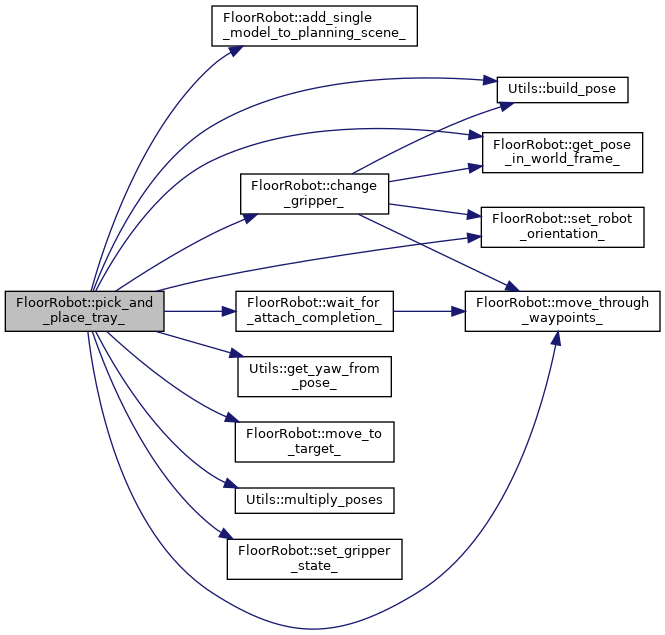 FloorRobot::add_single
_model_to_planning_scene_
Utils::build_pose
FloorRobot::get_pose
_in_world_frame_
FloorRobot::change
_gripper_
FloorRobot::set_robot
_orientation_
FloorRobot::pick_and
_place_tray_
FloorRobot::wait_for
_attach_completion_
FloorRobot::move_through
_waypoints_
Utils::get_yaw_from
_pose_
FloorRobot::move_to
_target_
Utils::multiply_poses
FloorRobot::set_gripper
_state_